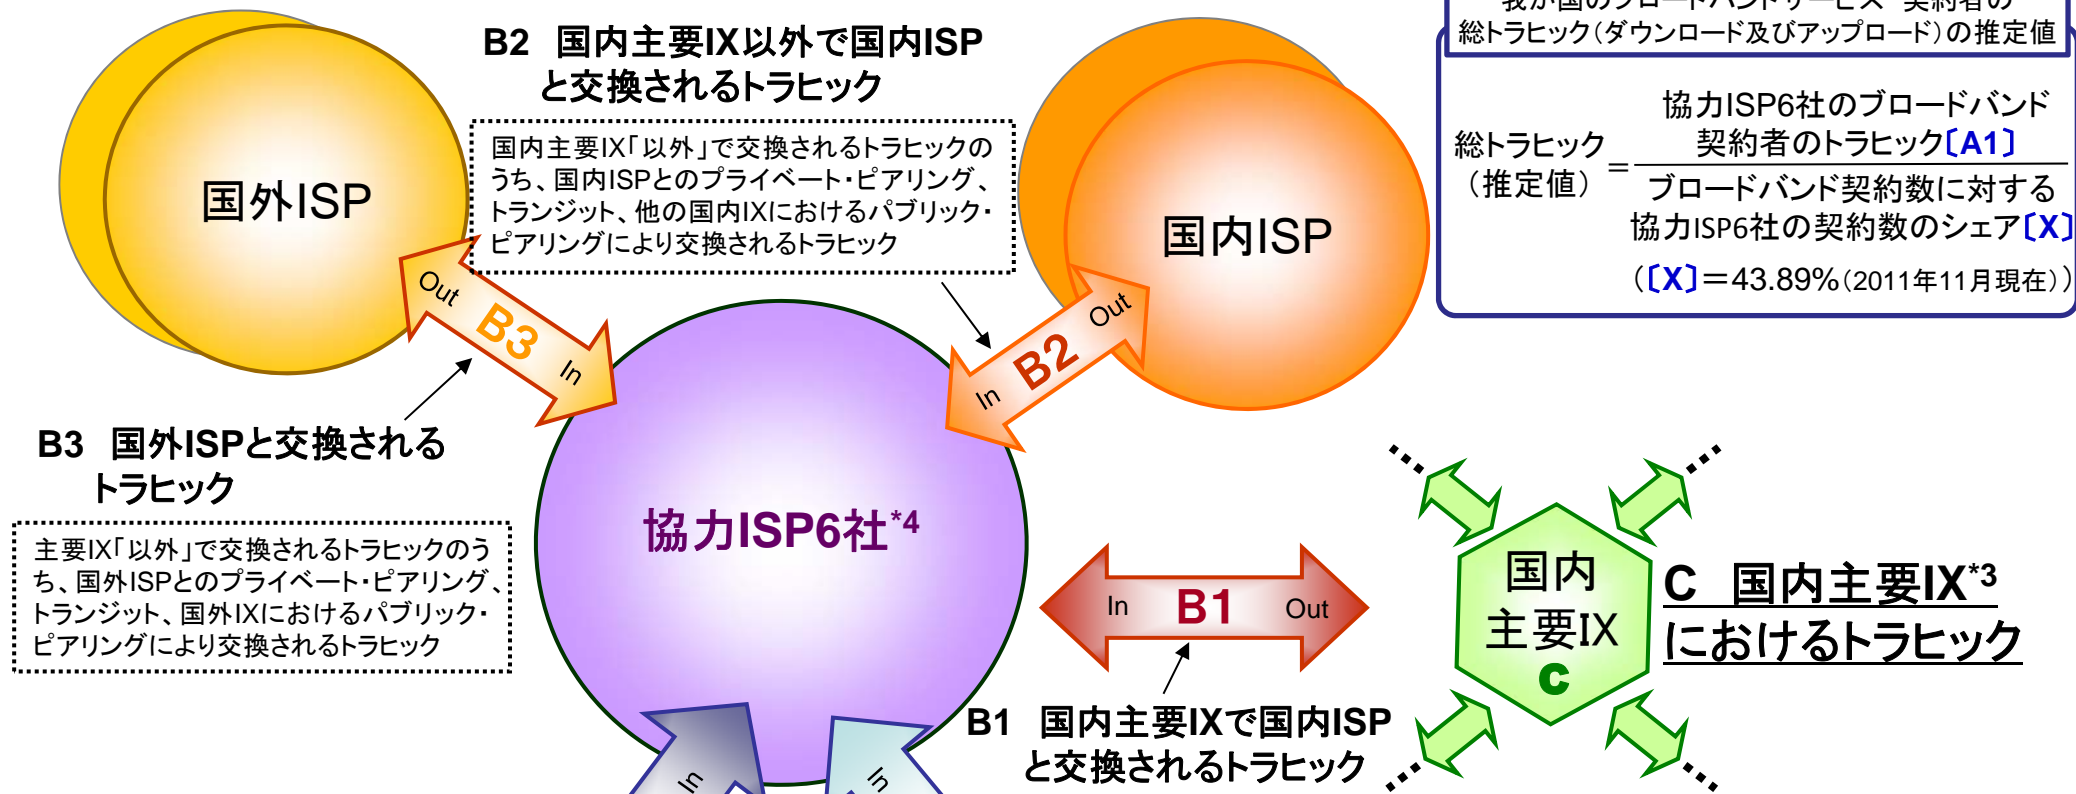 B2 国内主要IX以外で国内ISP
と交換されるトラヒック
国内主要IX「以外」で交換されるトラヒックの
うち、国内ISPとのプライベート・ピアリング、
トランジット、他の国内IXにおけるパブリック・
ピアリングにより交換されるトラヒック
国外ISP
国内ISP
我が国のブロードバンドサービス 契約者の
総トラヒック(ダウンロード及びアップロード)の推定値
総トラヒック
(推定値)
=
協力ISP6社のブロードバンド
契約者のトラヒック〔A1〕
ブロードバンド契約数に対する
協力ISP6社の契約数のシェア〔X〕
(〔X〕=43.89%(2011年11月現在))
Out B3 In
In B2 Out
B3 国外ISPと交換される
トラヒック
主要IX「以外」で交換されるトラヒックのう
ち、国外ISPとのプライベート・ピアリング、
トランジット、国外IXにおけるパブリック・
ピアリングにより交換されるトラヒック
協力ISP6社*4
In B1 Out
B1 国内主要IXで国内ISP
と交換されるトラヒック
国内
主要IX
C
C 国内主要IX*3
におけるトラヒック
In
In